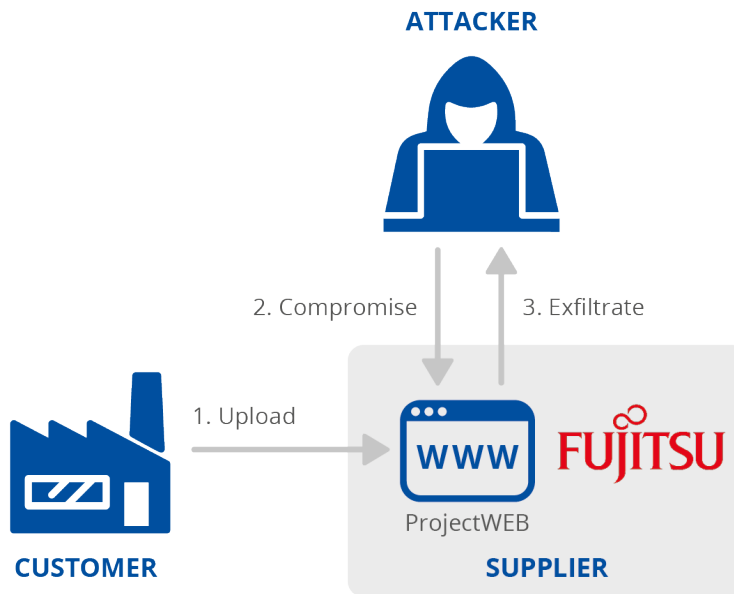 ATTACKER
2. Compromise
3. Exfiltrate
1. Upload
WWW
FUJITSU
ProjectWEB
CUSTOMER
SUPPLIER